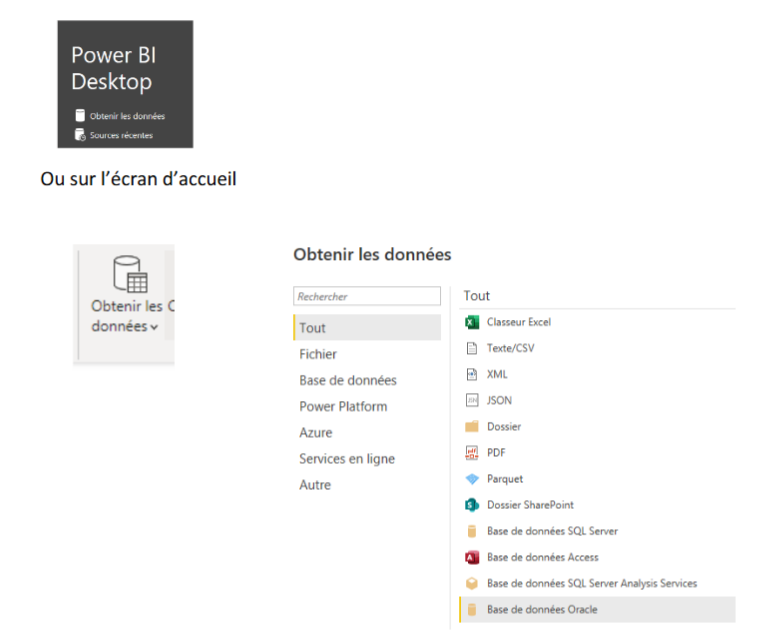 Power BI
Desktop
Obtenir les données
Sources récentes
Ou sur l'écran d'accueil
Obtenir les
données
Obtenir les données
Rechercher
Tout
Fichier
Base de données
Power Platform
Azure
Services en ligne
Autre
Tout
Classeur Excel
Texte/CSV
XML
JSON
Dossier
PDF
Parquet
Dossier SharePoint
Base de données SQL Server
Base de données Access
Base de données SQL Server Analysis Services
Base de données Oracle